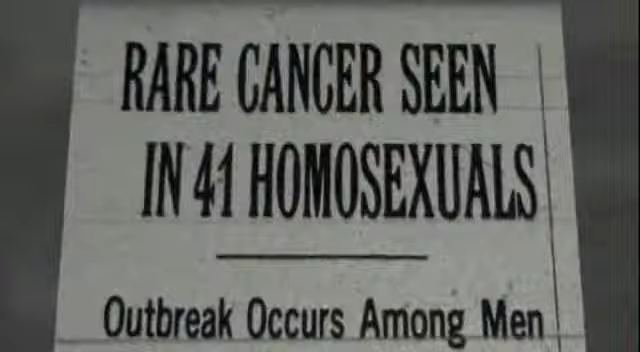 RARE CANCER SEEN
IN 41 HOMOSEXUALS
Outbreak Occurs Among Men